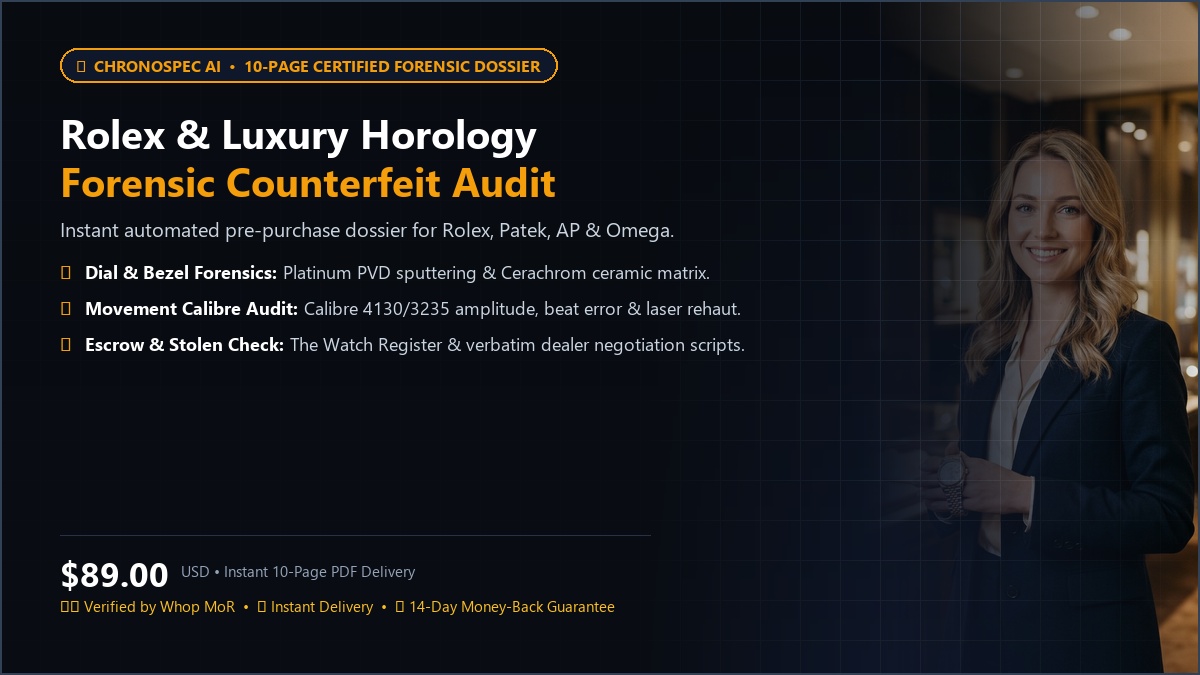 CHRONOSPEC AI • 10-PAGE CERTIFIED FORENSIC DOSSIER
Rolex & Luxury Horology
Forensic Counterfeit Audit
Instant automated pre-purchase dossier for Rolex, Patek, AP & Omega.
Dial & Bezel Forensics: Platinum PVD sputtering & Cerachrom ceramic matrix.
Movement Calibre Audit: Calibre 4130/3235 amplitude, beat error & laser rehaut.
Escrow & Stolen Check: The Watch Register & verbatim dealer negotiation scripts.
$89.00 USD • Instant 10-Page PDF Delivery
Verified by Whop MoR • Instant Delivery • 14-Day Money-Back Guarantee